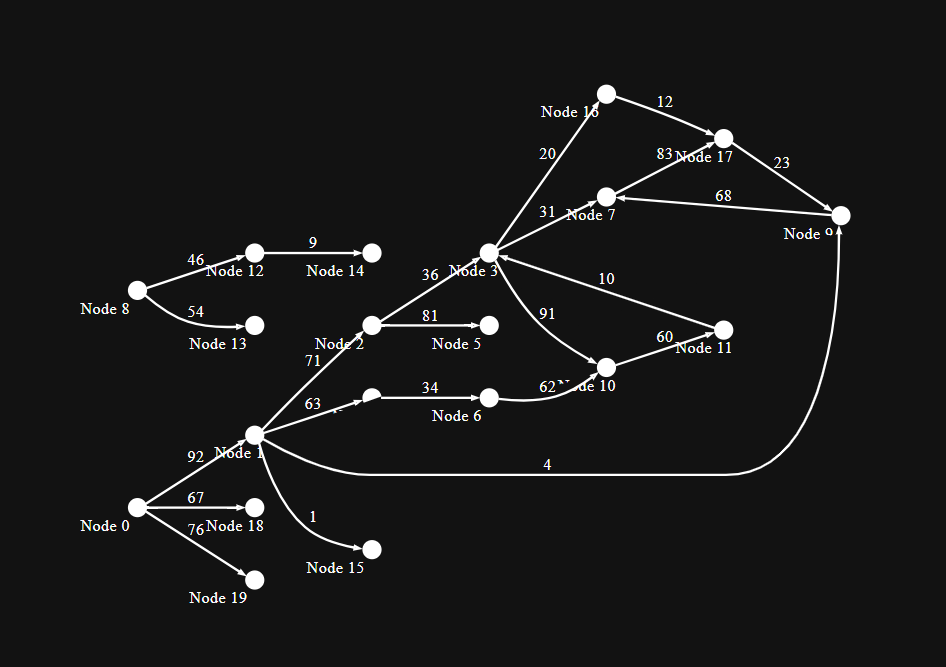 12
Node 16
20
83
Node 17
23
31
Node 7
68
Node 9
9
46
Node 12
Node 14
36
Node 3
10
Node 8
54
91
81
Node 13
Node 2
Node 5
60
Node 11
71
34
62
10
63
Node 6
92
Node 1
4
67
Node 0
76
Node 18
1
Node 15
Node 19